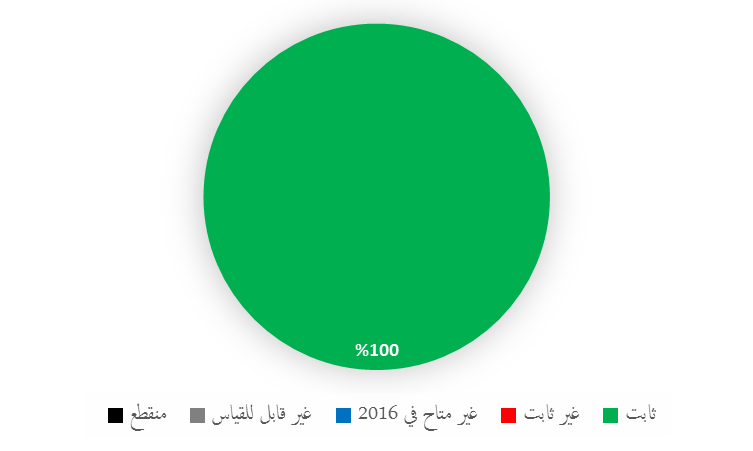 %100
ثابت
غير ثابت
غير متاح في 2016
غير قابل للقياس
منقطع